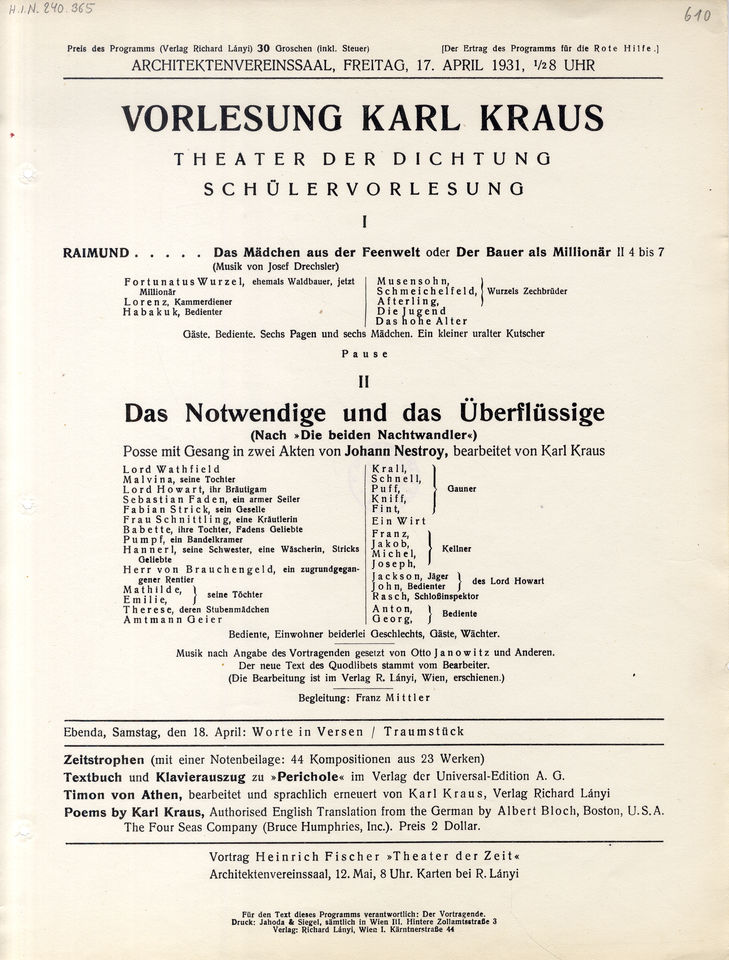 H.I.N. 240.365
610
Preis des Programms (Verlag Richard Lányi) 30 Groschen (inkl. Steuer) [Der Ertrag des Programms für die Rote Hilfe.]
ARCHITEKTENVEREINSSAAL, FREITAG, 17. APRIL 1931, 1/2 8 UHR
VORLESUNG KARL KRAUS
THEATER DER DICHTUNG
SCHÜLERVORLESUNG
I
RAIMUND . . . . . Das Mädchen aus der Feenwelt oder Der Bauer als Millionär II 4 bis 7
(Musik von Josef Drechsler)
Fortunatus Wurzel, ehemals Waldbauer, jetzt
Millionär
Lorenz, Kammerdiener
Habakuk, Bedienter
Musensohn,
Schmeichelfeld,
Afterling,
Wurzels Zechbrüder
Die Jugend
Das hohe Alter
Gäste. Bediente. Sechs Pagen und sechs Mädchen. Ein kleiner uralter Kutscher
Pause
II
Das Notwendige und das Überflüssige
(Nach »Die beiden Nachtwandler«)
Posse mit Gesang in zwei Akten von Johann Nestroy, bearbeitet von Karl Kraus
Lord Wathfield
Malvina, seine Tochter
Lord Howart, ihr Bräutigam
Sebastian Faden, ein armer Seiler
Fabian Strick, sein Geselle
Frau Schnittling, eine Kräutlerin
Babette, ihre Tochter, Fadens Geliebte
Pumpf, ein Bandelkramer
Hannerl, seine Schwester, eine Wäscherin, Stricks
Geliebte
Herr von Brauchengeld, ein zugrundgegan-
gener Rentier
Mathilde,
Emilie,
seine Töchter
Therese, deren Stubenmädchen
Amtmann Geier
Krall,
Schnell,
Puff,
Kniff,
Fint,
Gauner
Ein Wirt
Franz,
Jakob,
Michel,
Joseph,
Kellner
Jackson, Jäger
John, Bedienter
des Lord Howart
Rasch, Schloßinspektor
Anton,
Georg,
Bediente
Bediente, Einwohner beiderlei Geschlechts, Gäste, Wächter.
Musik nach Angabe des Vortragenden gesetzt von Otto Janowitz und Anderen.
Der neue Text des Quodlibets stammt vom Bearbeiter.
(Die Bearbeitung ist im Verlag R. Lányi, Wien, erschienen.)
Begleitung: Franz Mittler
Ebenda, Samstag, den 18. April: Worte in Versen / Traumstück
Zeitstrophen (mit einer Notenbeilage: 44 Kompositionen aus 23 Werken)
Textbuch und Klavierauszug zu »Perichole« im Verlag der Universal-Edition A. G.
Timon von Athen, bearbeitet und sprachlich erneuert von Karl Kraus, Verlag Richard Lányi
Poems by Karl Kraus, Authorised English Translation from the German by Albert Bloch, Boston, U.S.A.
The Four Seas Company (Bruce Humphries, Inc.). Preis 2 Dollar.
Vortrag Heinrich Fischer »Theater der Zeit«
Architektenvereinssaal, 12. Mai, 8 Uhr. Karten bei R. Lányi
Für den Text dieses Programms verantwortlich: Der Vortragende.
Druck: Jahoda & Siegel, sämtlich in Wien III. Hintere Zollamtsstraße 3
Verlag: Richard Lányi, Wien I. Kärntnerstraße 44